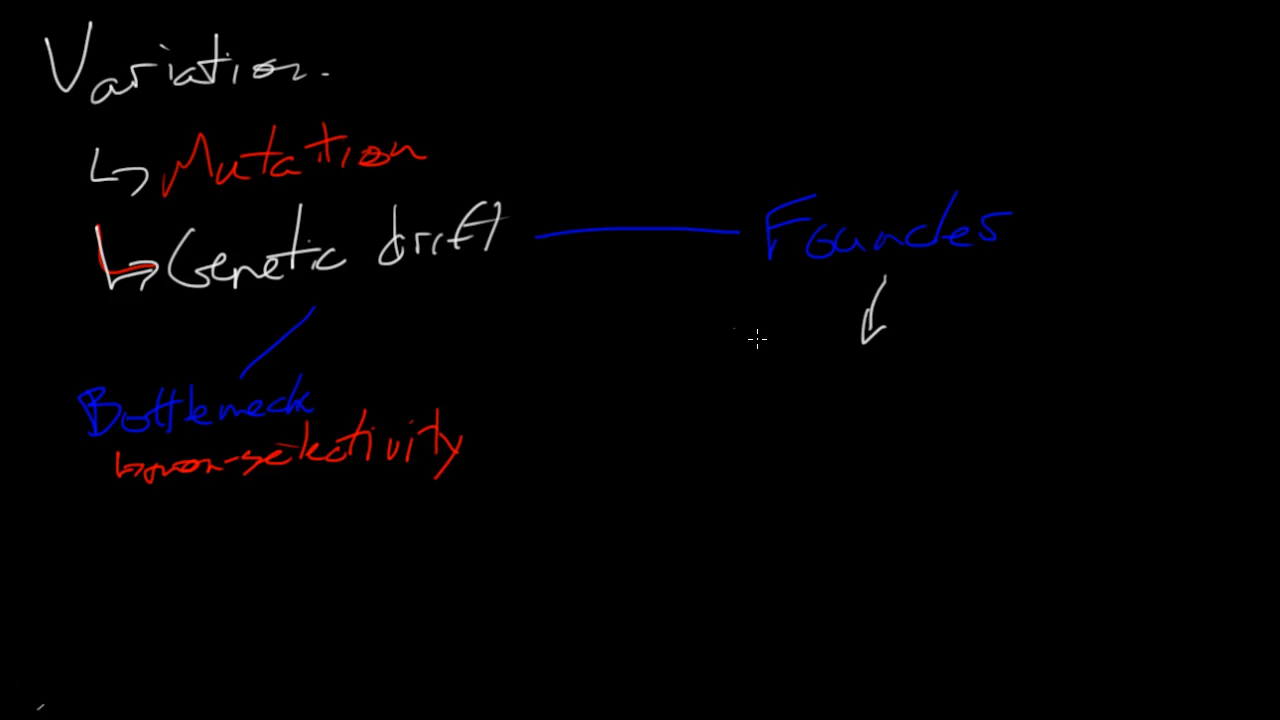 Variation.
↳ Mutation
↳ Genetic drift — Founder
Bottleneck
↳ non-selectivity